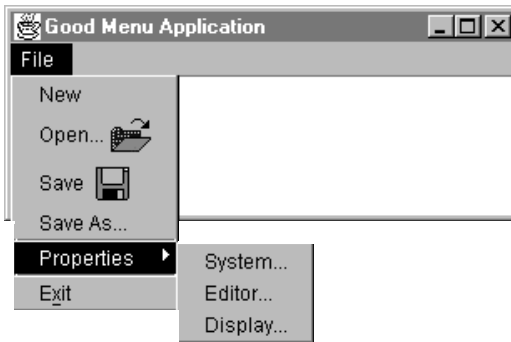 Good Menu Application
File
New
Open...
Save
Save As...
Properties
Exit
System...
Editor...
Display...